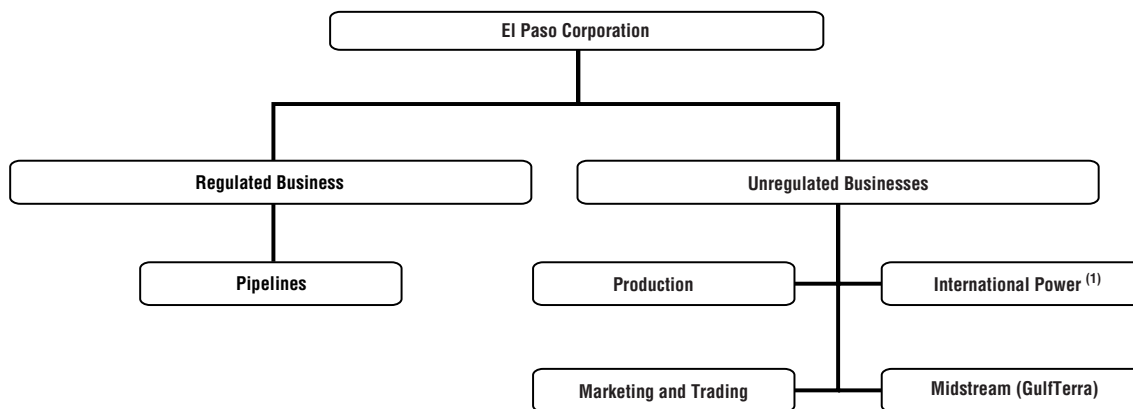 El Paso Corporation
Regulated Business
Unregulated Businesses
Pipelines
Production
International Power (1)
Marketing and Trading
Midstream (GulfTerra)